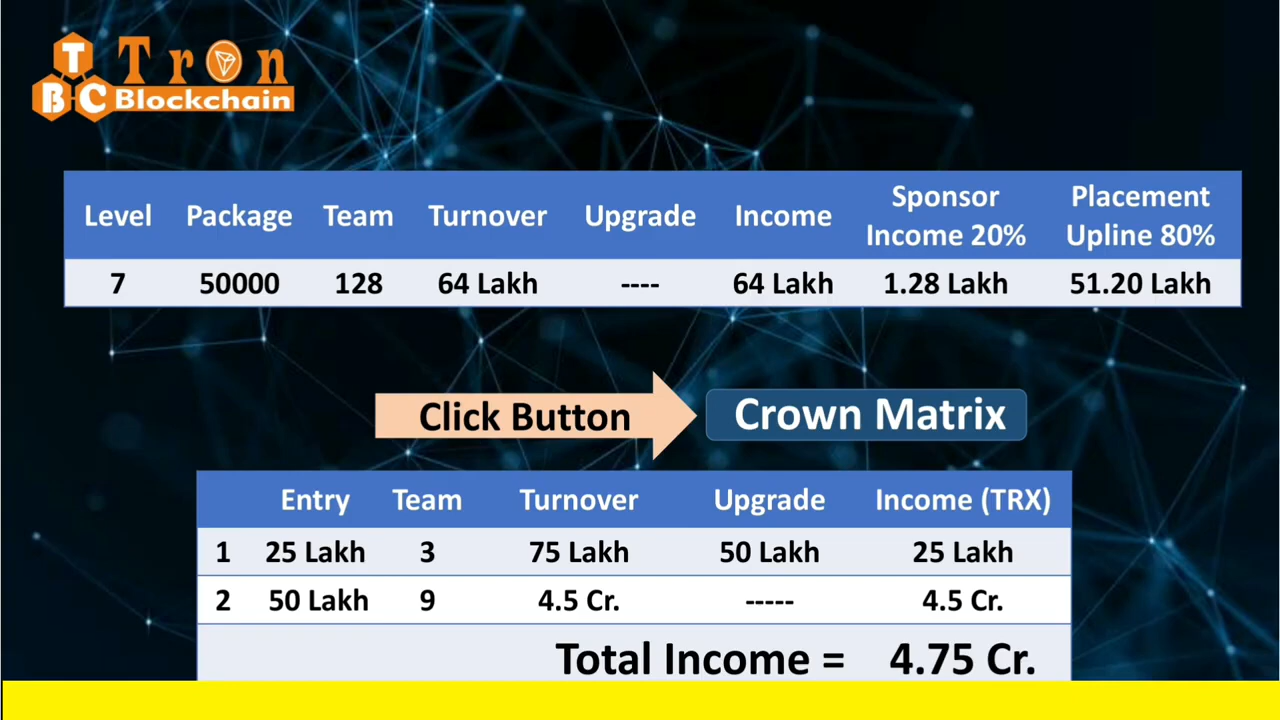 T
BC
Tron
Blockchain
Level Package Team Turnover Upgrade Income Sponsor Income 20% Placement Upline 80%
7 50000 128 64 Lakh ---- 64 Lakh 1.28 Lakh 51.20 Lakh
Click Button
Crown Matrix
Entry Team Turnover Upgrade Income (TRX)
1 25 Lakh 3 75 Lakh 50 Lakh 25 Lakh
2 50 Lakh 9 4.5 Cr. ----- 4.5 Cr.
Total Income = 4.75 Cr.